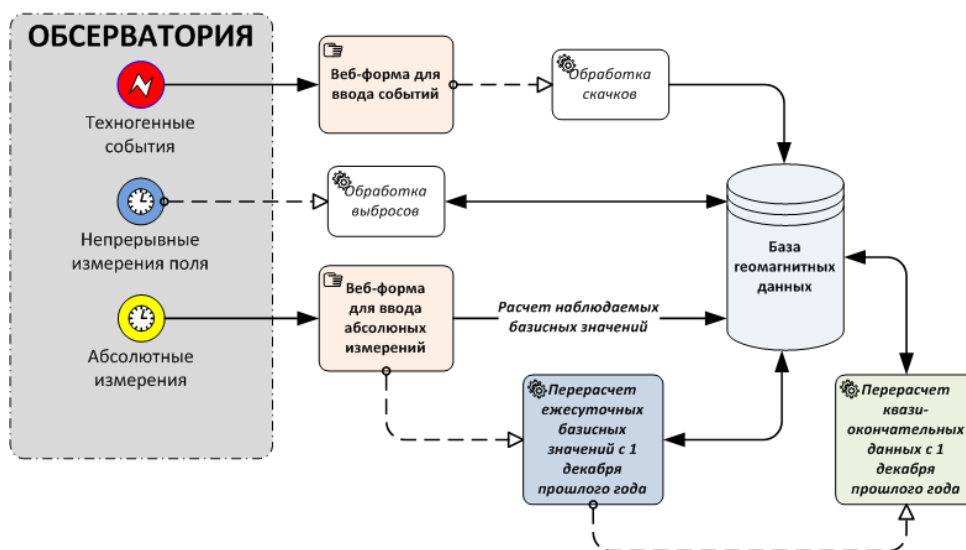 ОБСЕРВАТОРИЯ
Техногенные
события
Веб-форма для
ввода событий
Обработка
скачков
Непрерывные
измерения поля
Обработка
выбросов
База
геомагнитных
данных
Абсолютные
измерения
Веб-форма
для ввода
абсолюных
измерений
Расчет наблюдаемых
базисных значений
Перерасчет
ежесуточных
базисных
значений с 1
декабря
прошлого года
Перерасчет
квази-
окончательных
данных с 1
декабря
прошлого года